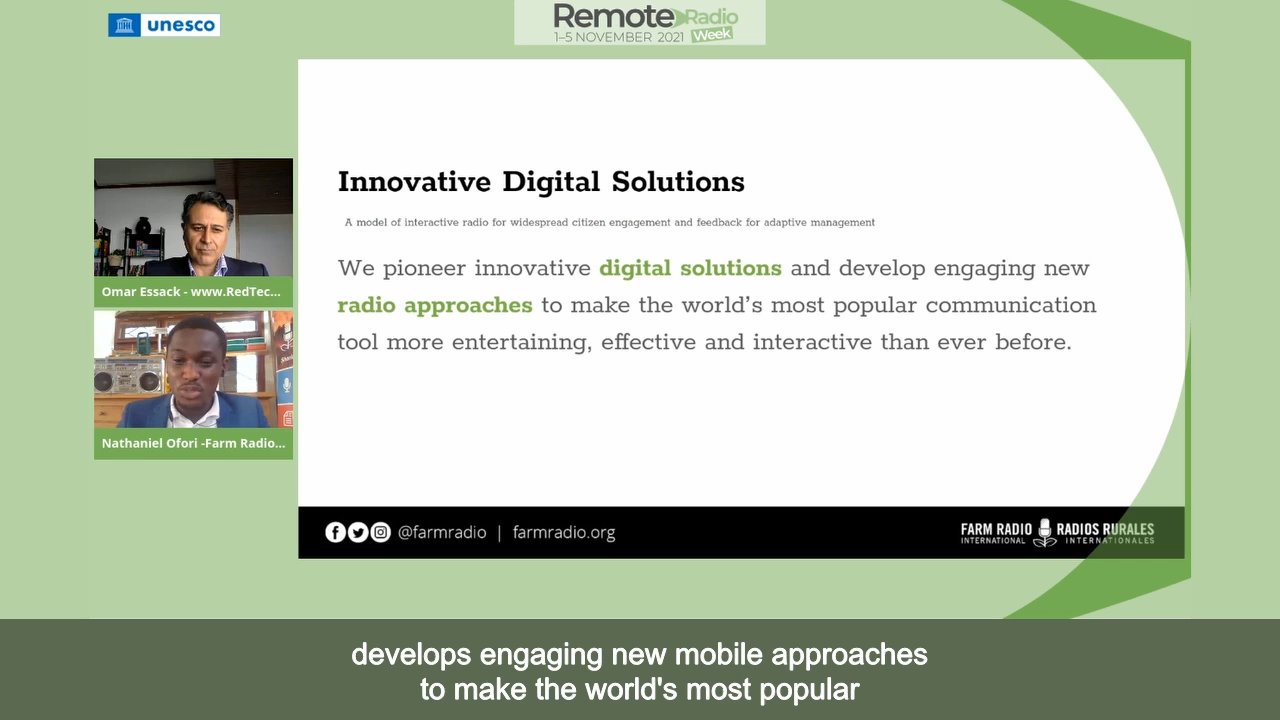 unesco
Remote Radio
1–5 NOVEMBER 2021 Week
Innovative Digital Solutions
A model of interactive radio for widespread citizen engagement and feedback for adaptive management
We pioneer innovative digital solutions and develop engaging new
radio approaches to make the world's most popular communication
tool more entertaining, effective and interactive than ever before.
Omar Essack - www.RedTec...
Nathaniel Ofori -Farm Radio...
@farmradio | farmradio.org
FARM RADIO RADIOS RURALES
INTERNATIONAL INTERNATIONALES
develops engaging new mobile approaches
to make the world's most popular